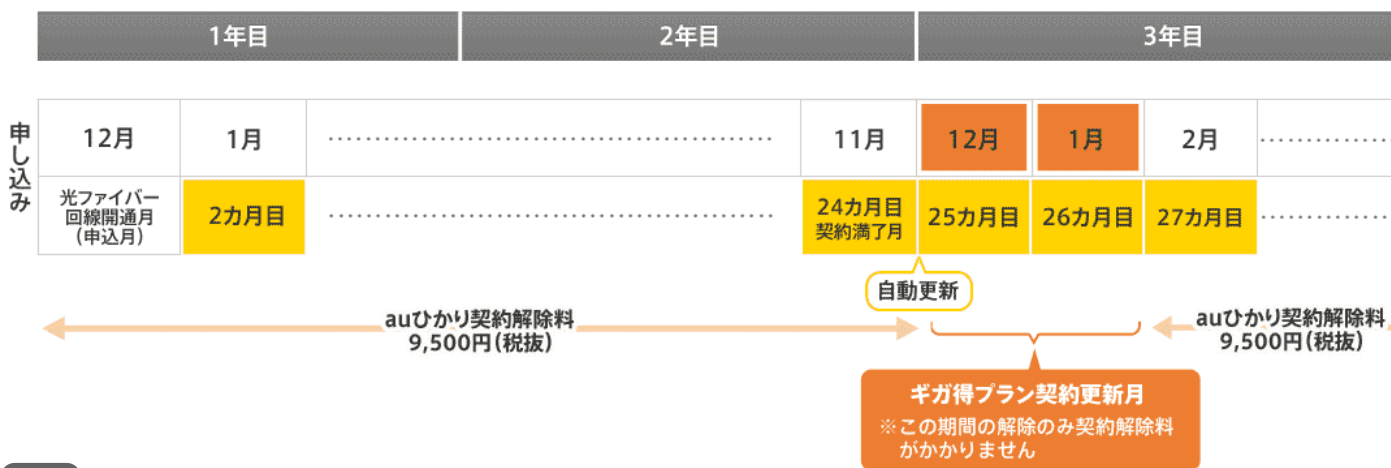 1年目
2年目
3年目
申し込み
12月
1月
11月
12月
1月
2月
光ファイバー
回線開通月
(申込月)
2カ月目
24カ月目
契約満了月
25カ月目
26カ月目
27カ月目
自動更新
auひかり契約解除料
9,500円(税抜)
auひかり契約解除料
9,500円(税抜)
ギガ得プラン契約更新月
※この期間の解除のみ契約解除料
がかかりません